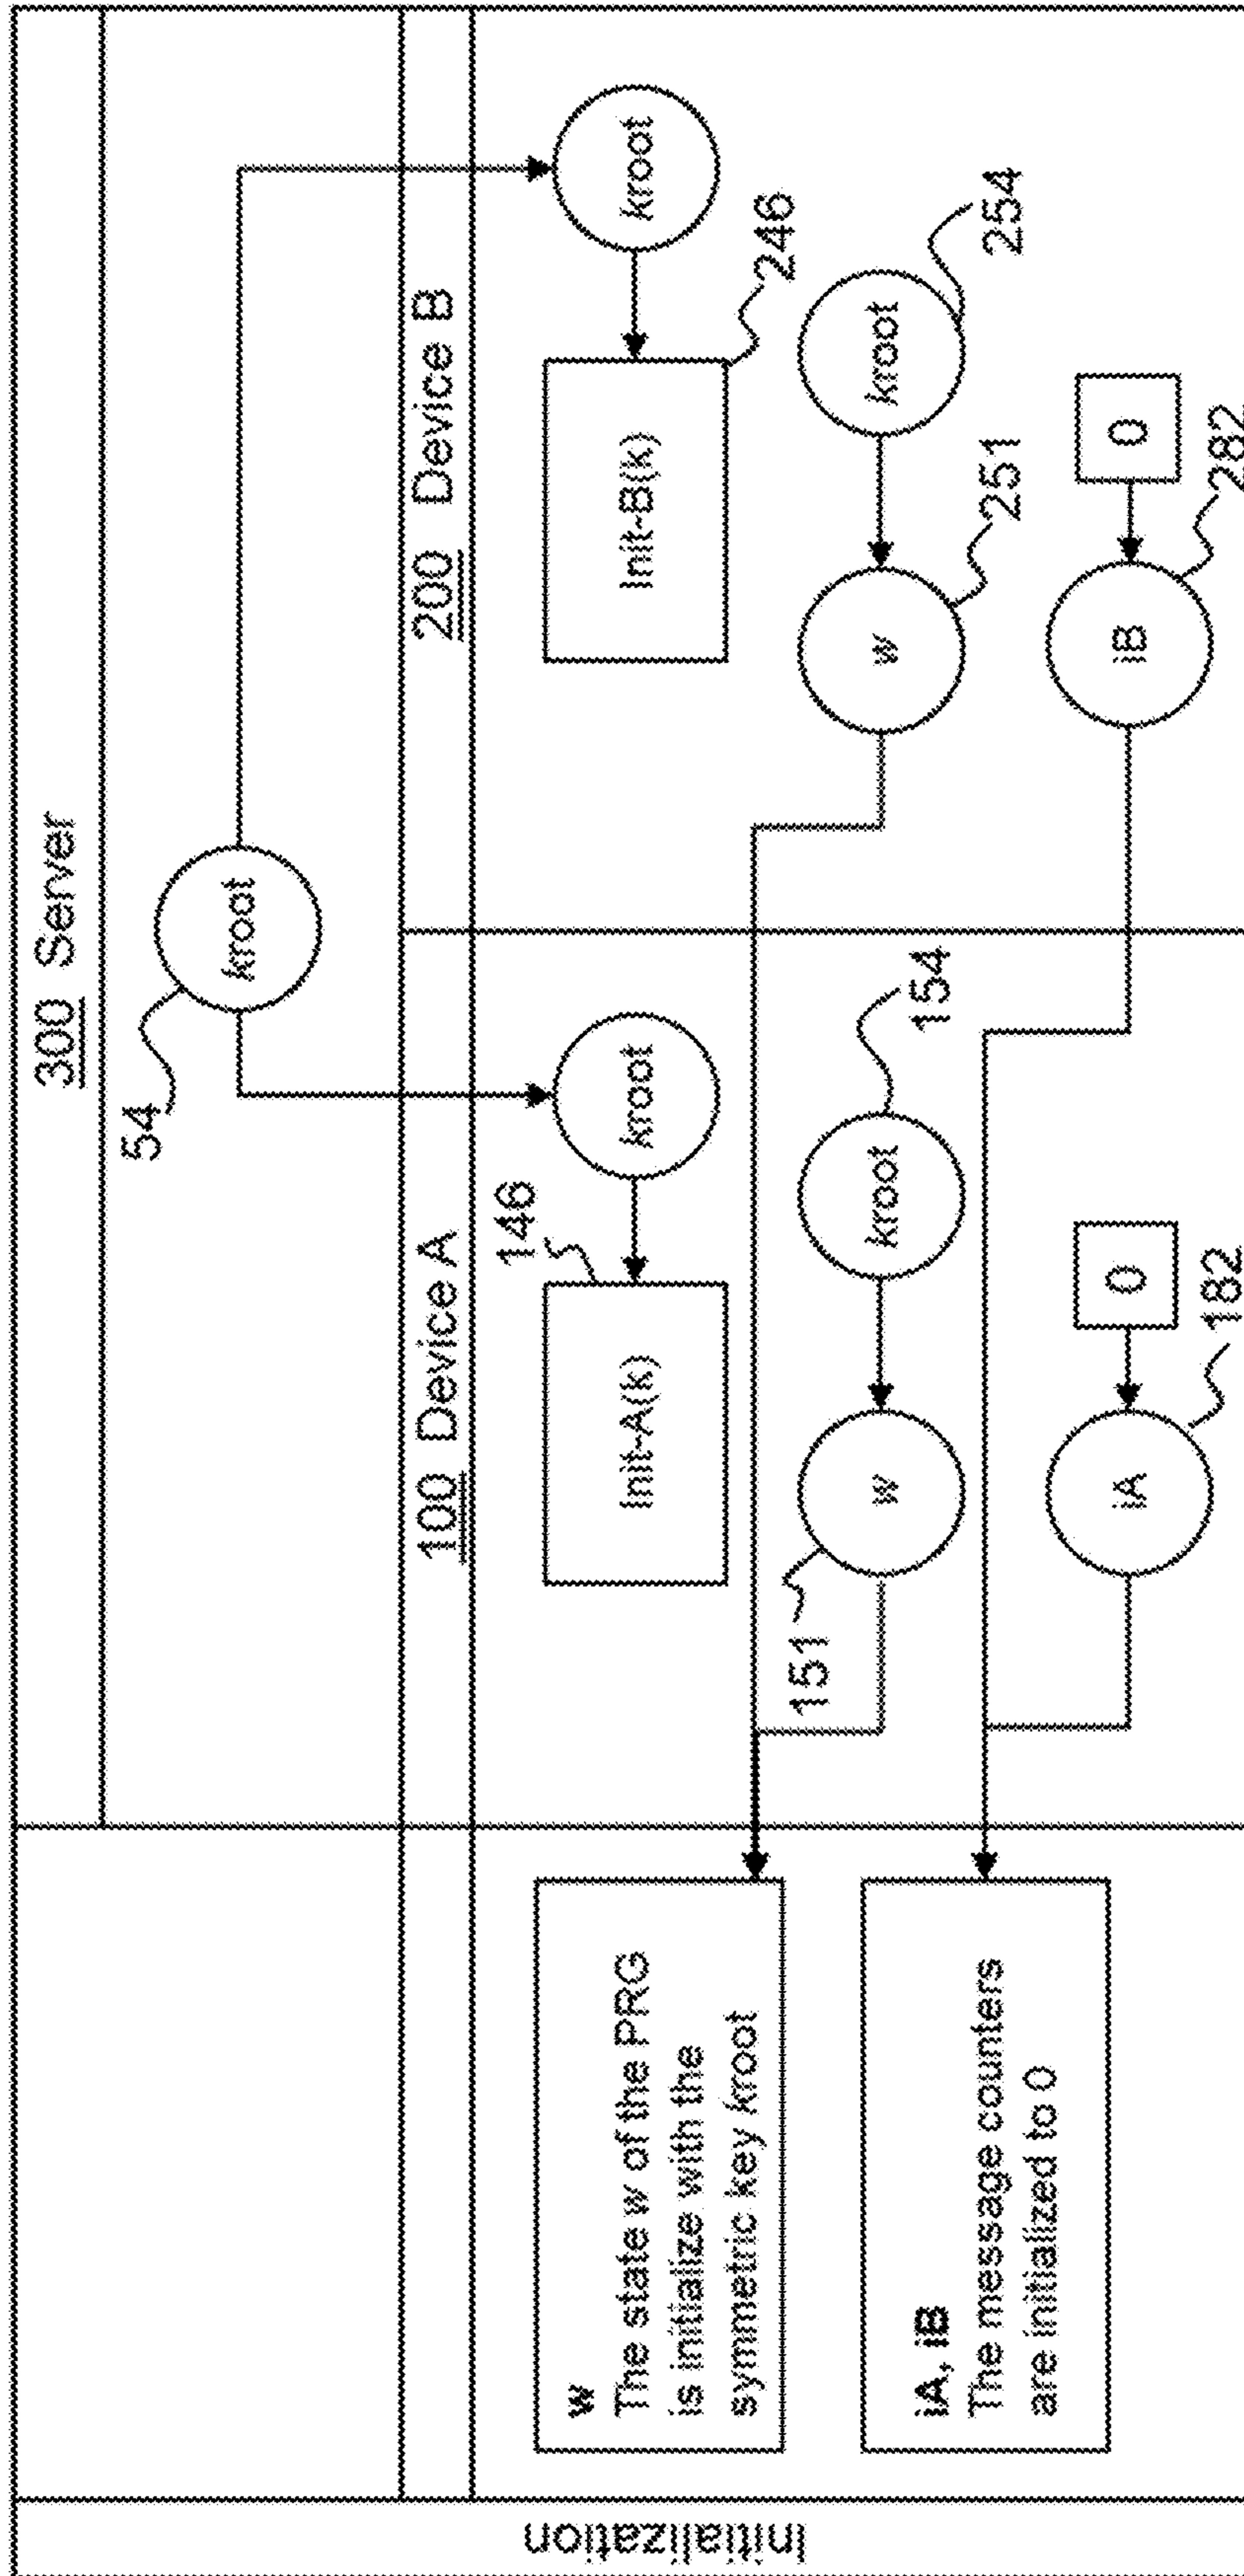 initialization
300 Server
54
kroot
100 Device A
200 Device B
146
Init-A(k)
kroot
Init-B(k)
kroot
246
w
The state w of the PRG
is initialize with the
symmetric key kroot
151
w
kroot
154
w
251
kroot
254
iA, iB
The message counters
are initialized to 0
iA
0
182
iB
0
282